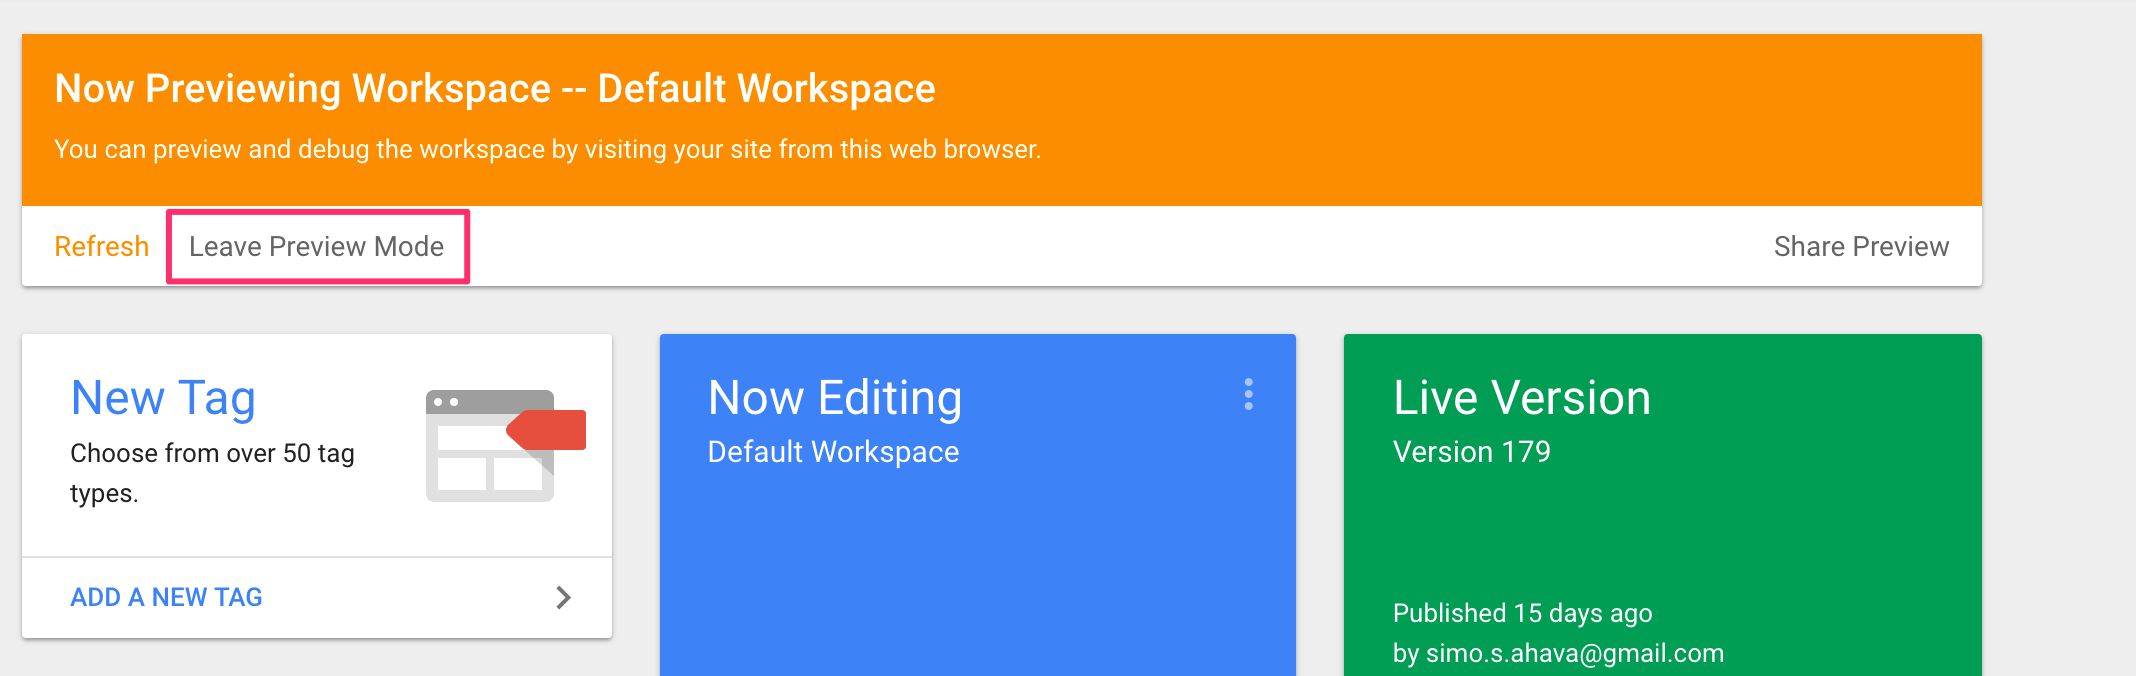 Now Previewing Workspace -- Default Workspace
You can preview and debug the workspace by visiting your site from this web browser.
Refresh
Leave Preview Mode
Share Preview
New Tag
Choose from over 50 tag
types.
ADD A NEW TAG
Now Editing
Default Workspace
Live Version
Version 179
Published 15 days ago
by simo.s.ahava@gmail.com